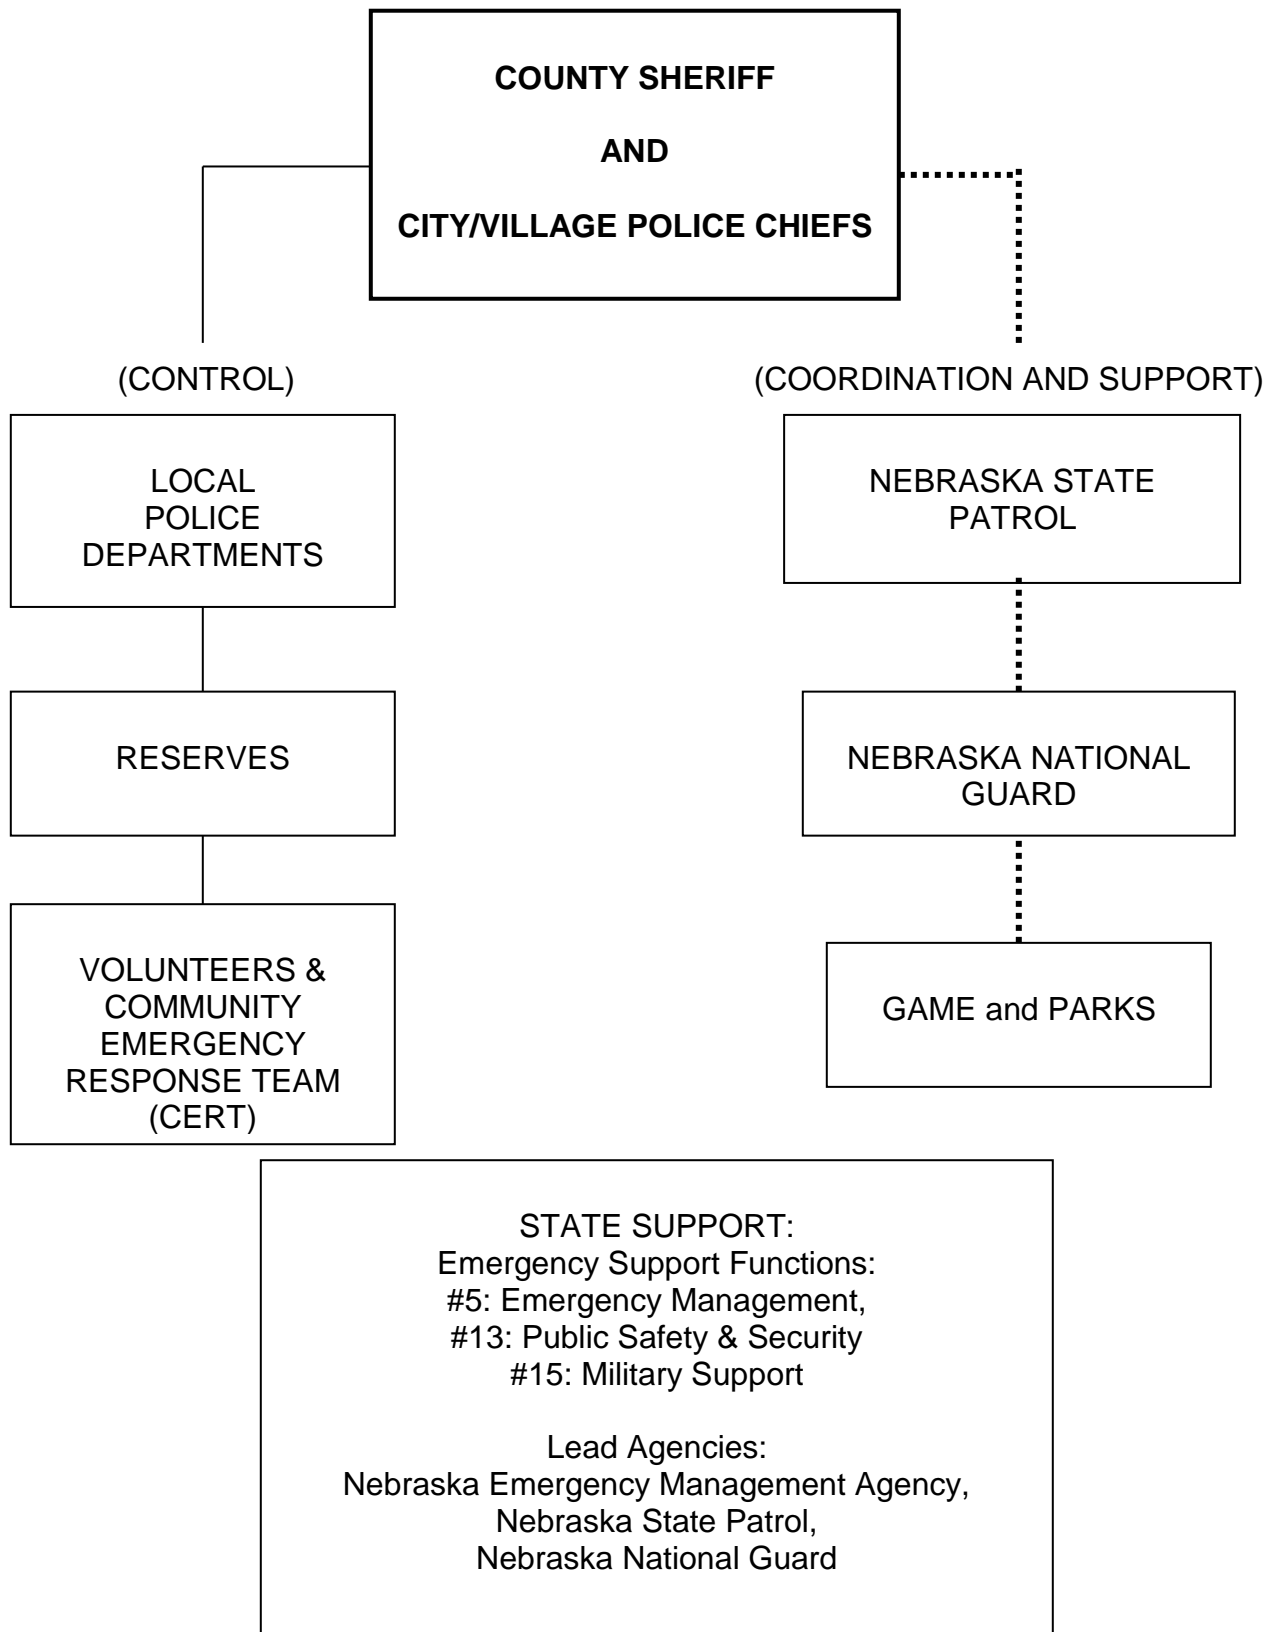 COUNTY SHERIFF
AND
CITY/VILLAGE POLICE CHIEFS
(CONTROL)
LOCAL
POLICE
DEPARTMENTS
RESERVES
VOLUNTEERS &
COMMUNITY
EMERGENCY
RESPONSE TEAM
(CERT)
(COORDINATION AND SUPPORT)
NEBRASKA STATE
PATROL
NEBRASKA NATIONAL
GUARD
GAME and PARKS
STATE SUPPORT:
Emergency Support Functions:
#5: Emergency Management,
#13: Public Safety & Security
#15: Military Support
Lead Agencies:
Nebraska Emergency Management Agency,
Nebraska State Patrol,
Nebraska National Guard